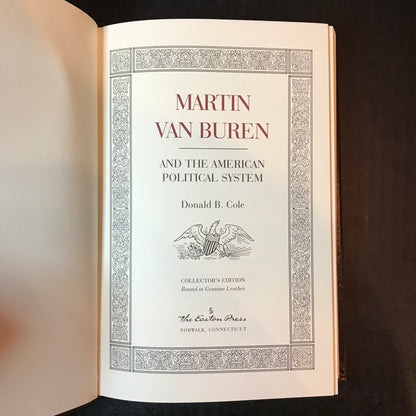 MARTIN
VAN BUREN
AND THE AMERICAN
POLITICAL SYSTEM
Donald B. Cole
COLLECTOR'S EDITION
Bound in Genuine Leather
The Easton Press
NORWALK, CONNECTICUT